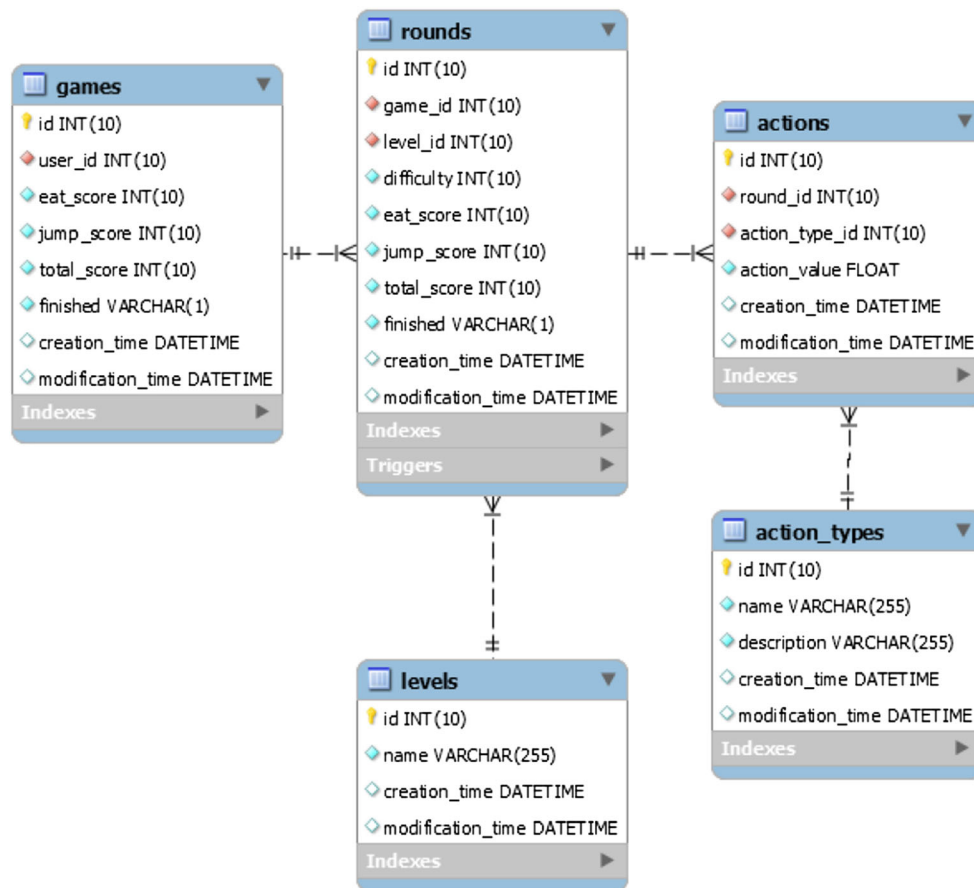 games
id INT(10)
user_id INT(10)
eat_score INT(10)
jump_score INT(10)
total_score INT(10)
finished VARCHAR(1)
creation_time DATETIME
modification_time DATETIME
Indexes
rounds
id INT(10)
game_id INT(10)
level_id INT(10)
difficulty INT(10)
eat_score INT(10)
jump_score INT(10)
total_score INT(10)
finished VARCHAR(1)
creation_time DATETIME
modification_time DATETIME
Indexes
Triggers
actions
id INT(10)
round_id INT(10)
action_type_id INT(10)
action_value FLOAT
creation_time DATETIME
modification_time DATETIME
Indexes
levels
id INT(10)
name VARCHAR(255)
creation_time DATETIME
modification_time DATETIME
Indexes
action_types
id INT(10)
name VARCHAR(255)
description VARCHAR(255)
creation_time DATETIME
modification_time DATETIME
Indexes